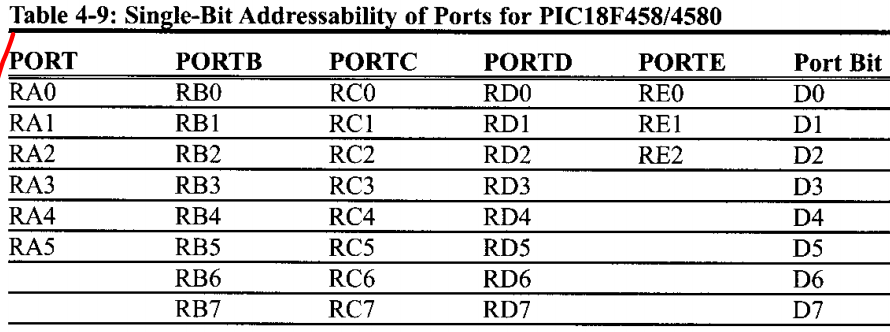 Table 4-9: Single-Bit Addressability of Ports for PIC18F458/4580
PORT PORTB PORTC PORTD PORTE Port Bit
RA0 RB0 RC0 RD0 RE0 D0
RA1 RB1 RC1 RD1 RE1 D1
RA2 RB2 RC2 RD2 RE2 D2
RA3 RB3 RC3 RD3 D3
RA4 RB4 RC4 RD4 D4
RA5 RB5 RC5 RD5 D5
RB6 RC6 RD6 D6
RB7 RC7 RD7 D7